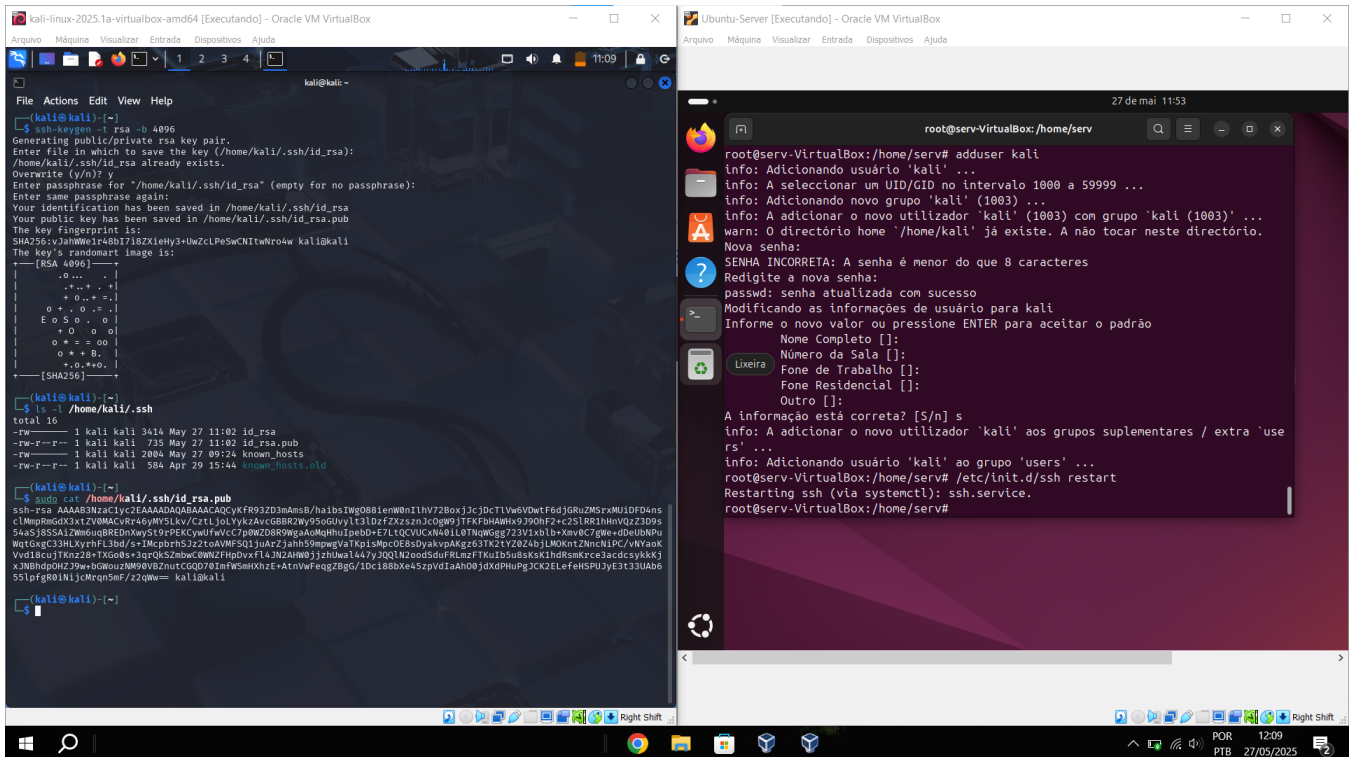 kali-linux-2025.1a-virtualbox-amd64 [Executando] - Oracle VM VirtualBox
Arquivo Máquina Visualizar Entrada Dispositivos Ajuda
1 2 3 4
11:09
kali@kali: ~
File Actions Edit View Help
(kali㉿kali)-[~]
$ ssh-keygen -t rsa -b 4096
Generating public/private rsa key pair.
Enter file in which to save the key (/home/kali/.ssh/id_rsa):
/home/kali/.ssh/id_rsa already exists.
Overwrite (y/n)? y
Enter passphrase for "/home/kali/.ssh/id_rsa" (empty for no passphrase):
Enter same passphrase again:
Your identification has been saved in /home/kali/.ssh/id_rsa
Your public key has been saved in /home/kali/.ssh/id_rsa.pub
The key fingerprint is:
kali@kali
The key's randomart image is:
+---[RSA 4096]----+
| .o... . |
| .+..+ . +|
| + o..+ =.|
| o + . o .= .|
| E o S o . o |
| + O o o|
| o * = = oo |
| o * + B. |
| +.o.*+o. |
+----[SHA256]-----+
(kali㉿kali)-[~]
$ ls -l /home/kali/.ssh
total 16
-rw------- 1 kali kali 3414 May 27 11:02 id_rsa
-rw-r--r-- 1 kali kali 735 May 27 11:02 id_rsa.pub
-rw------- 1 kali kali 2004 May 27 09:24 known_hosts
-rw-r--r-- 1 kali kali 584 Apr 29 15:44 known_hosts.old
(kali㉿kali)-[~]
$ sudo cat /home/kali/.ssh/id_rsa.pub
ssh-rsa
kali@kali
(kali㉿kali)-[~]
$
Right Shift
Ubuntu-Server [Executando] - Oracle VM VirtualBox
Arquivo Máquina Visualizar Entrada Dispositivos Ajuda
27 de mai 11:53
root@serv-VirtualBox: /home/serv
root@serv-VirtualBox:/home/serv# adduser kali
info: Adicionando usuário 'kali' ...
info: A seleccionar um UID/GID no intervalo 1000 a 59999 ...
info: Adicionando novo grupo 'kali' (1003) ...
info: A adicionar o novo utilizador `kali' (1003) com grupo `kali (1003)' ...
warn: O directório home `/home/kali' já existe. A não tocar neste directório.
Nova senha:
SENHA INCORRETA: A senha é menor do que 8 caracteres
Redigite a nova senha:
passwd: senha atualizada com sucesso
Modificando as informações de usuário para kali
Informe o novo valor ou pressione ENTER para aceitar o padrão
Nome Completo []:
Número da Sala []:
Fone de Trabalho []:
Fone Residencial []:
Outro []:
A informação está correta? [S/n] s
info: A adicionar o novo utilizador `kali' aos grupos suplementares / extra `use
rs' ...
info: Adicionando usuário 'kali' ao grupo 'users' ...
root@serv-VirtualBox:/home/serv# /etc/init.d/ssh restart
Restarting ssh (via systemctl): ssh.service.
root@serv-VirtualBox:/home/serv#
Lixeira
Right Shift
POR
PTB
12:09
27/05/2025
2